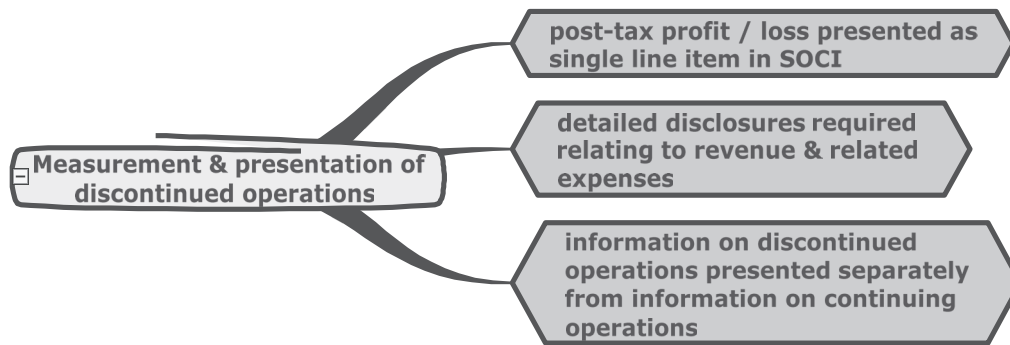 Measurement & presentation of
discontinued operations
post-tax profit / loss presented as
single line item in SOCI
detailed disclosures required
relating to revenue & related
expenses
information on discontinued
operations presented separately
from information on continuing
operations